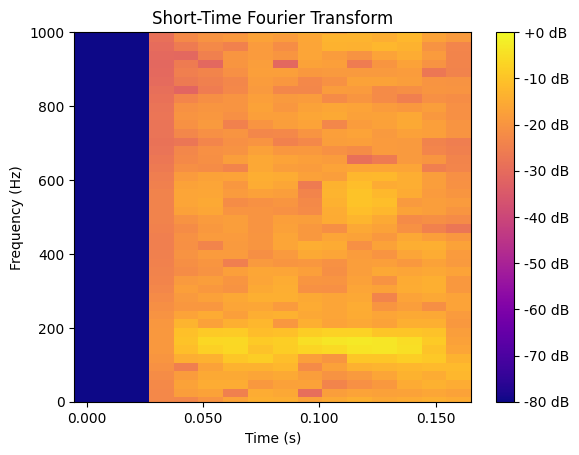 Short-Time Fourier Transform
1000
800
600
400
200
0
Frequency (Hz)
0.000
0.050
0.100
0.150
Time (s)
+0 dB
-10 dB
-20 dB
-30 dB
-40 dB
-50 dB
-60 dB
-70 dB
-80 dB